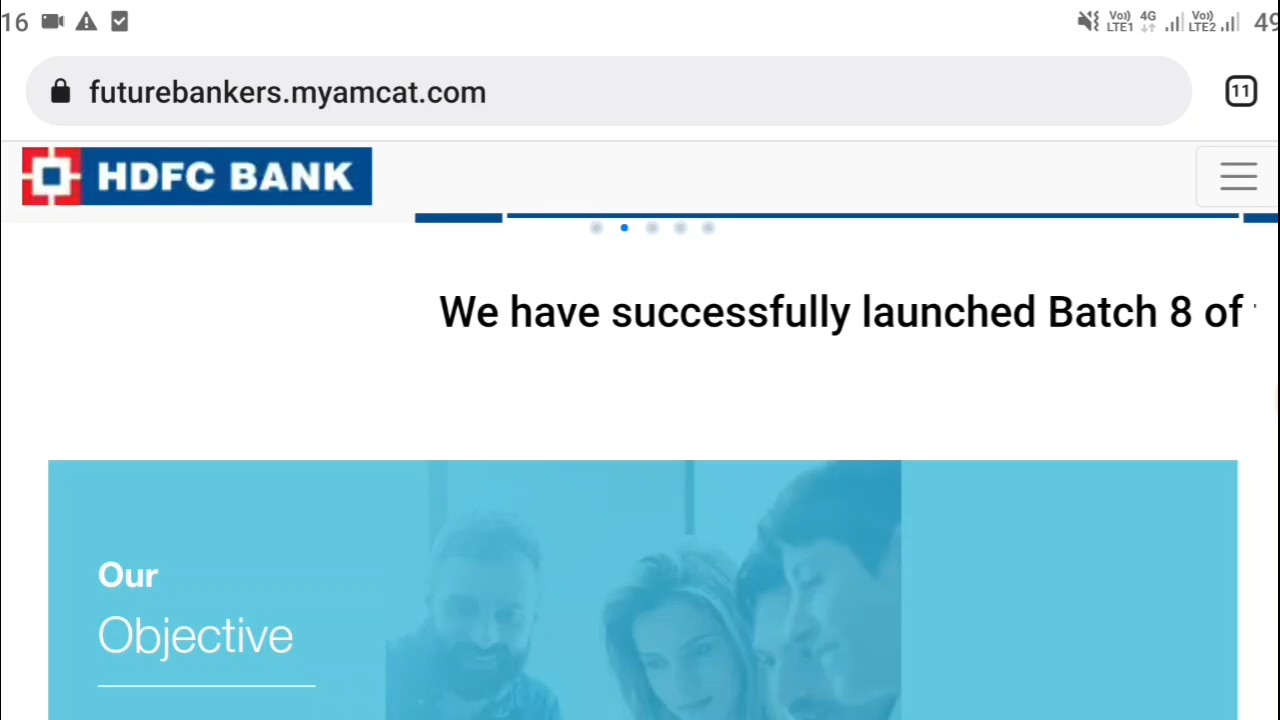 16
Vo)) LTE1 4G Vo)) LTE2 49
futurebankers.myamcat.com
11
HDFC BANK
We have successfully launched Batch 8 of
Our
Objective